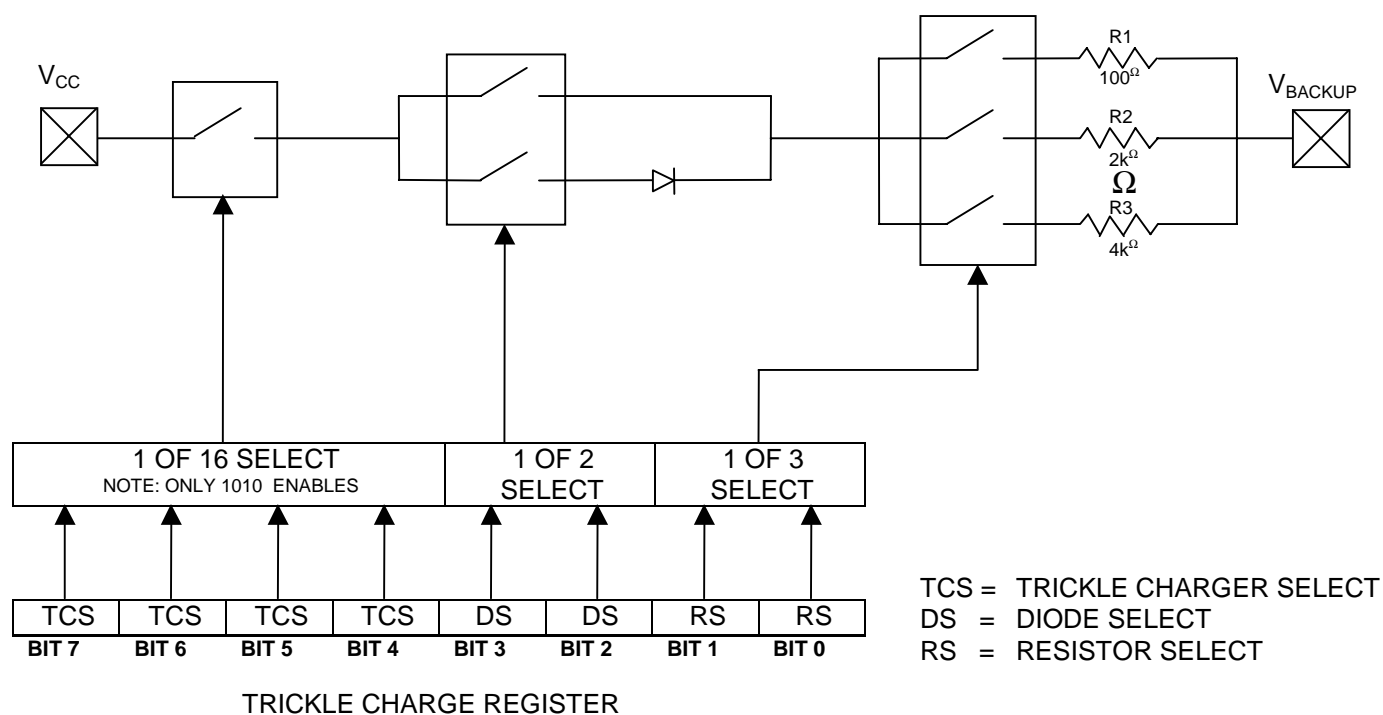 V_CC
R1
100Ω
V_BACKUP
R2
2kΩ
Ω
R3
4kΩ
1 OF 16 SELECT
NOTE: ONLY 1010 ENABLES
1 OF 2
SELECT
1 OF 3
SELECT
TCS TCS TCS TCS DS DS RS RS
BIT 7 BIT 6 BIT 5 BIT 4 BIT 3 BIT 2 BIT 1 BIT 0
TCS = TRICKLE CHARGER SELECT
DS = DIODE SELECT
RS = RESISTOR SELECT
TRICKLE CHARGE REGISTER